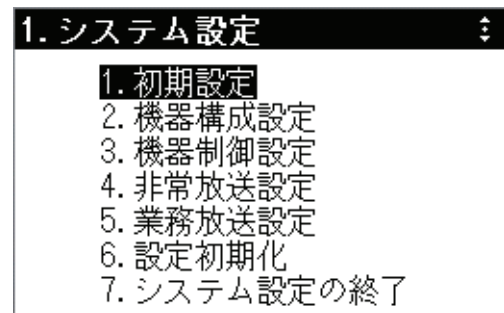 1.システム設定
1.初期設定
2.機器構成設定
3.機器制御設定
4.非常放送設定
5.業務放送設定
6.設定初期化
7.システム設定の終了